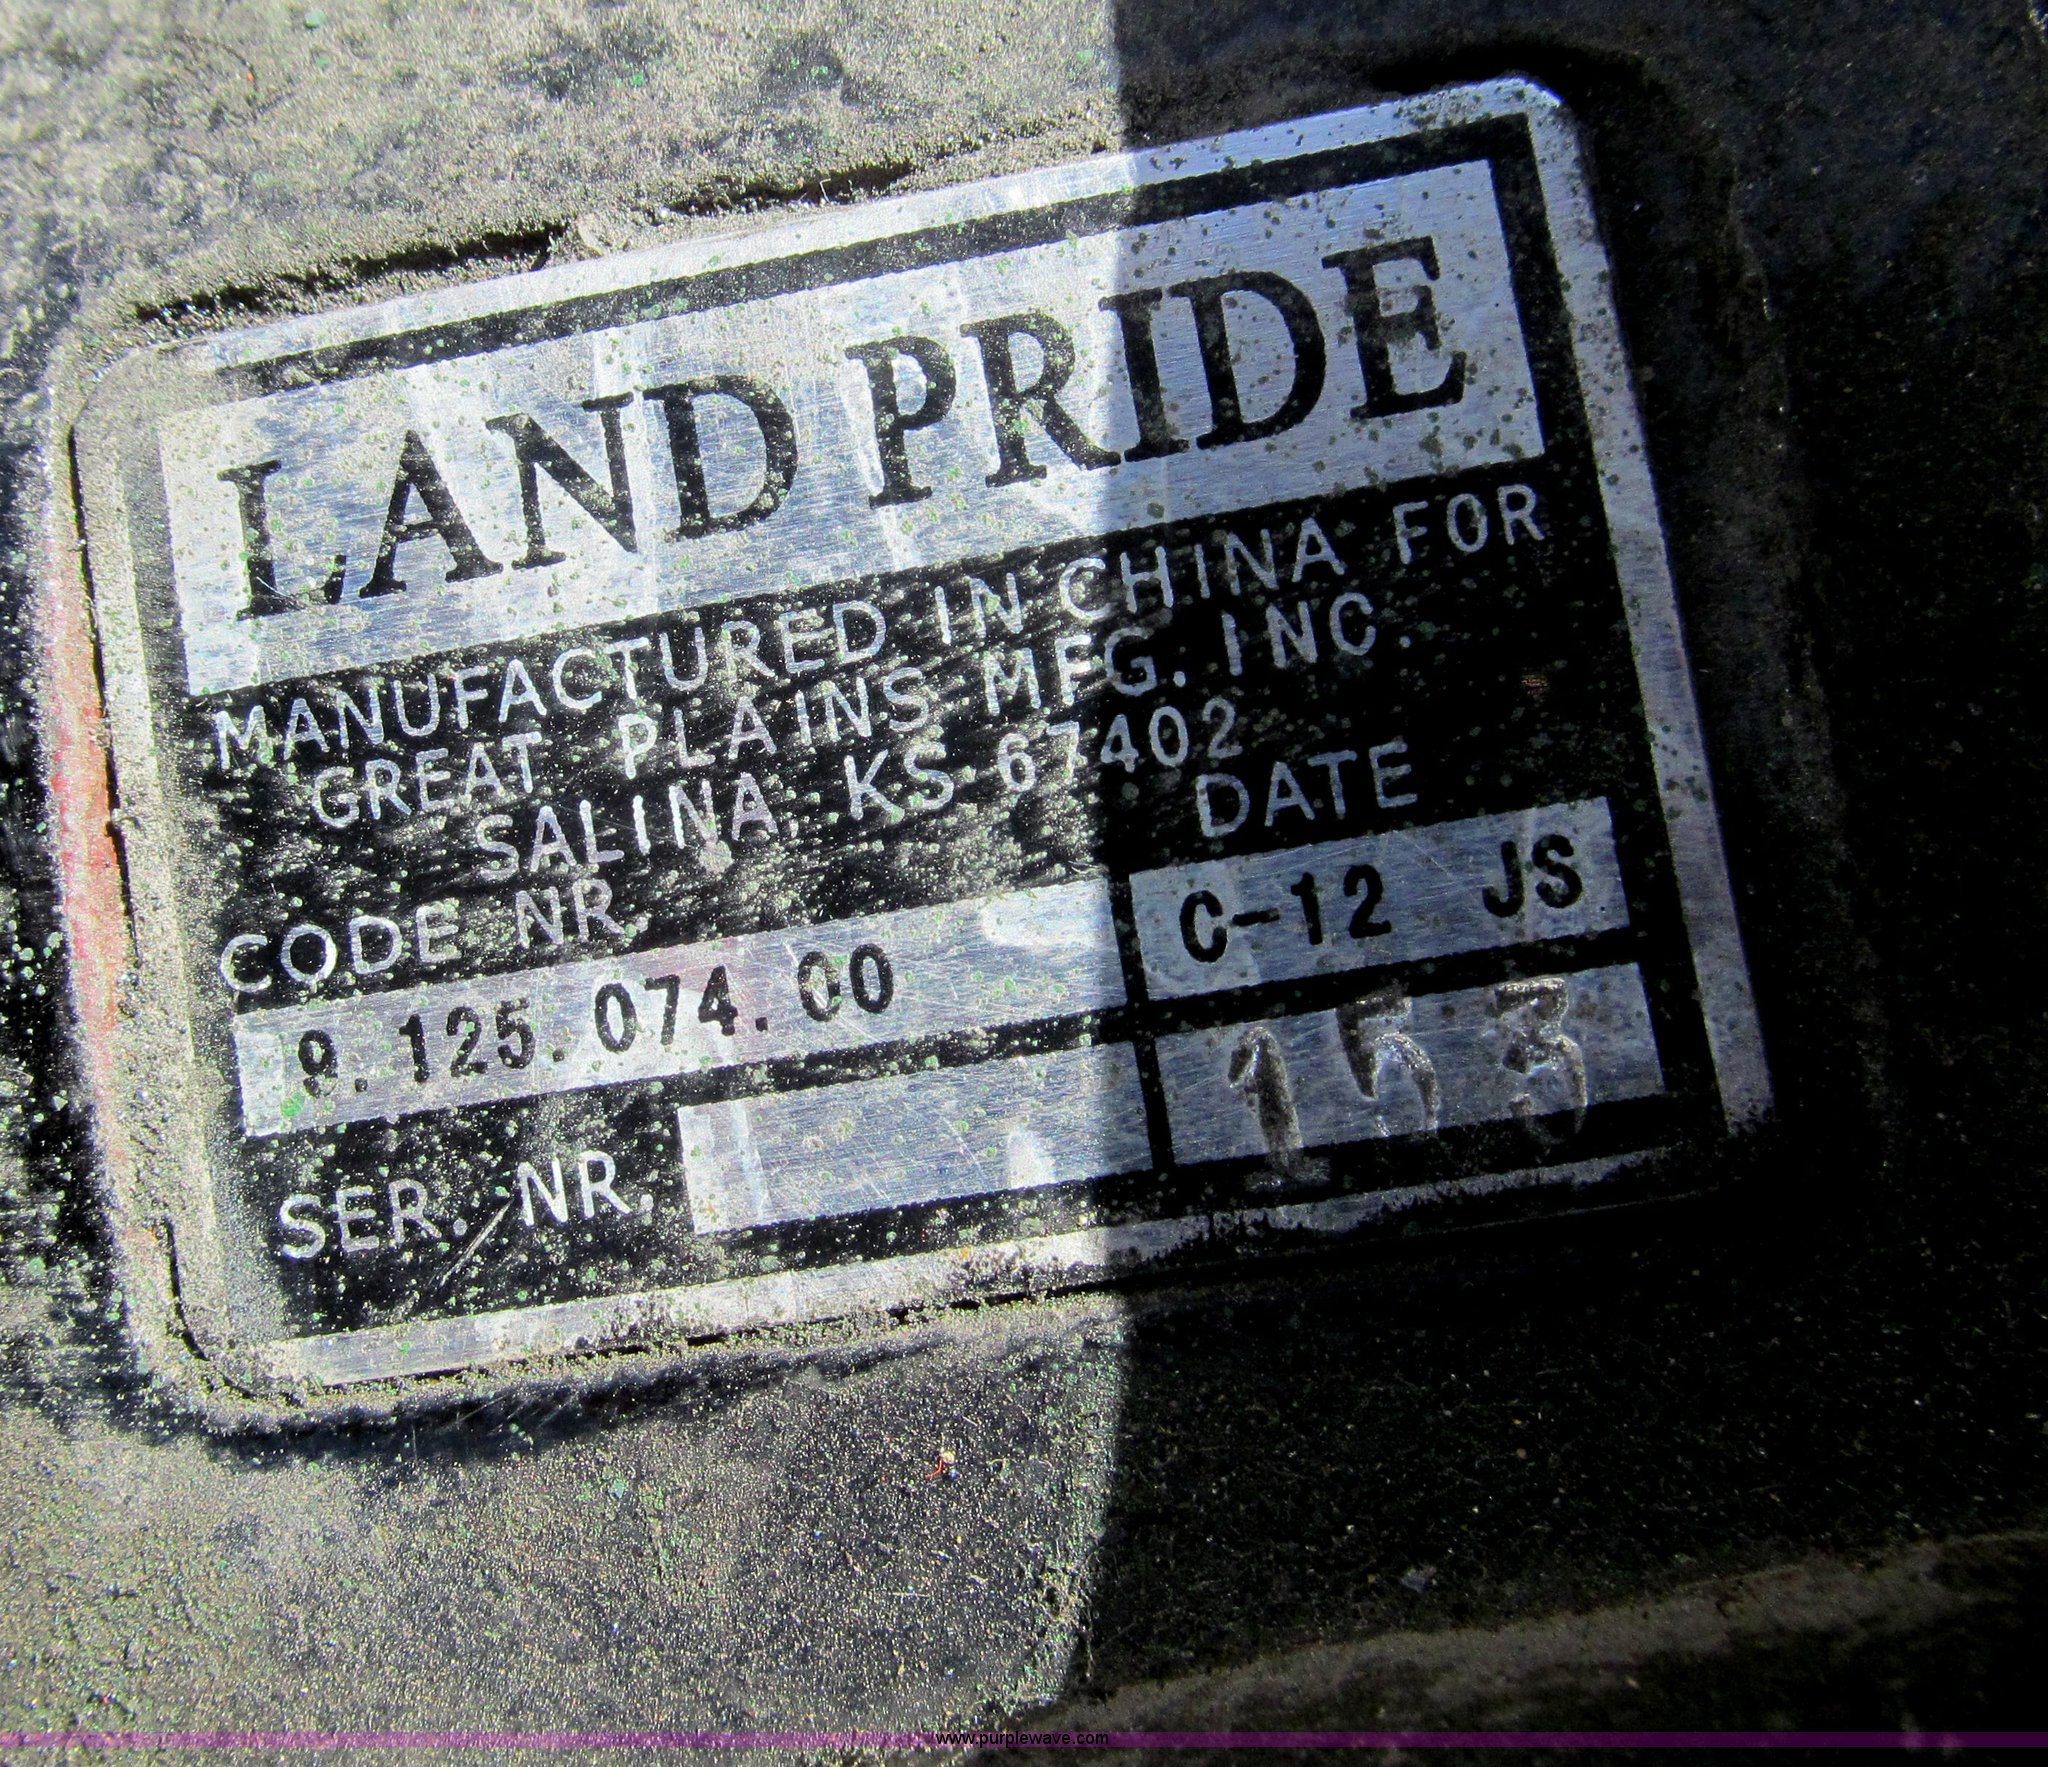 LAND PRIDE
MANUFACTURED IN CHINA FOR
GREAT PLAINS MFG. INC.
SALINA, KS 67402
CODE NR. DATE
9.125.074.00 C-12 JS
SER. NR. 153
www.purplewave.com